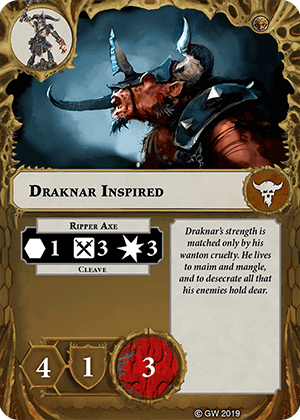 DRAKNAR INSPIRED
RIPPER AXE
1 3 3
CLEAVE
Draknar's strength is
matched only by his
wanton cruelty. He lives
to maim and mangle,
and to desecrate all that
his enemies hold dear.
4 1 3
© GW 2019